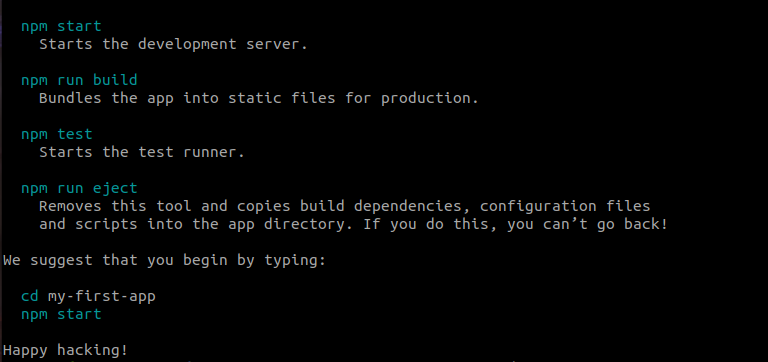 npm start
Starts the development server.
npm run build
Bundles the app into static files for production.
npm test
Starts the test runner.
npm run eject
Removes this tool and copies build dependencies, configuration files
and scripts into the app directory. If you do this, you can’t go back!
We suggest that you begin by typing:
cd my-first-app
npm start
Happy hacking!